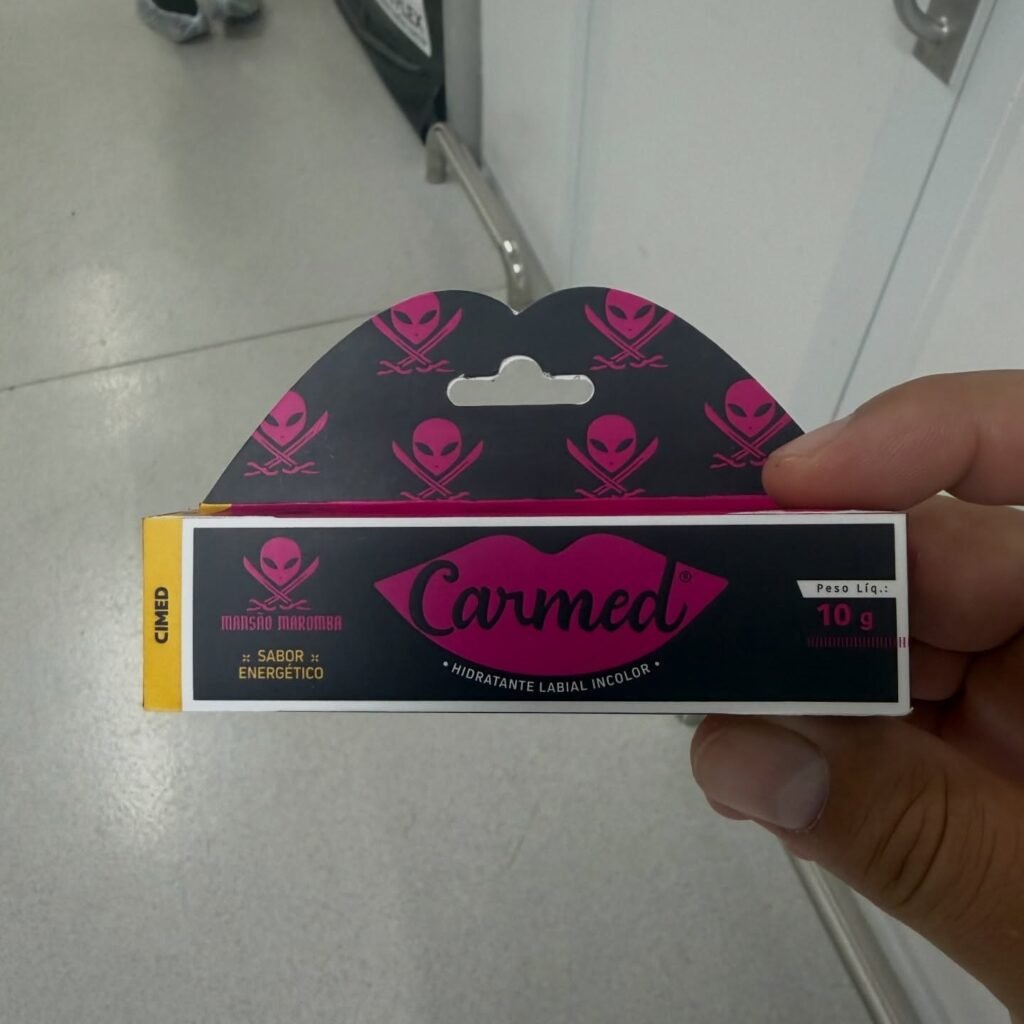 CIMED
MANSÃO MAROMBA
SABOR
ENERGÉTICO
Carmed®
• HIDRATANTE LABIAL INCOLOR •
Peso Líq.:
10 g